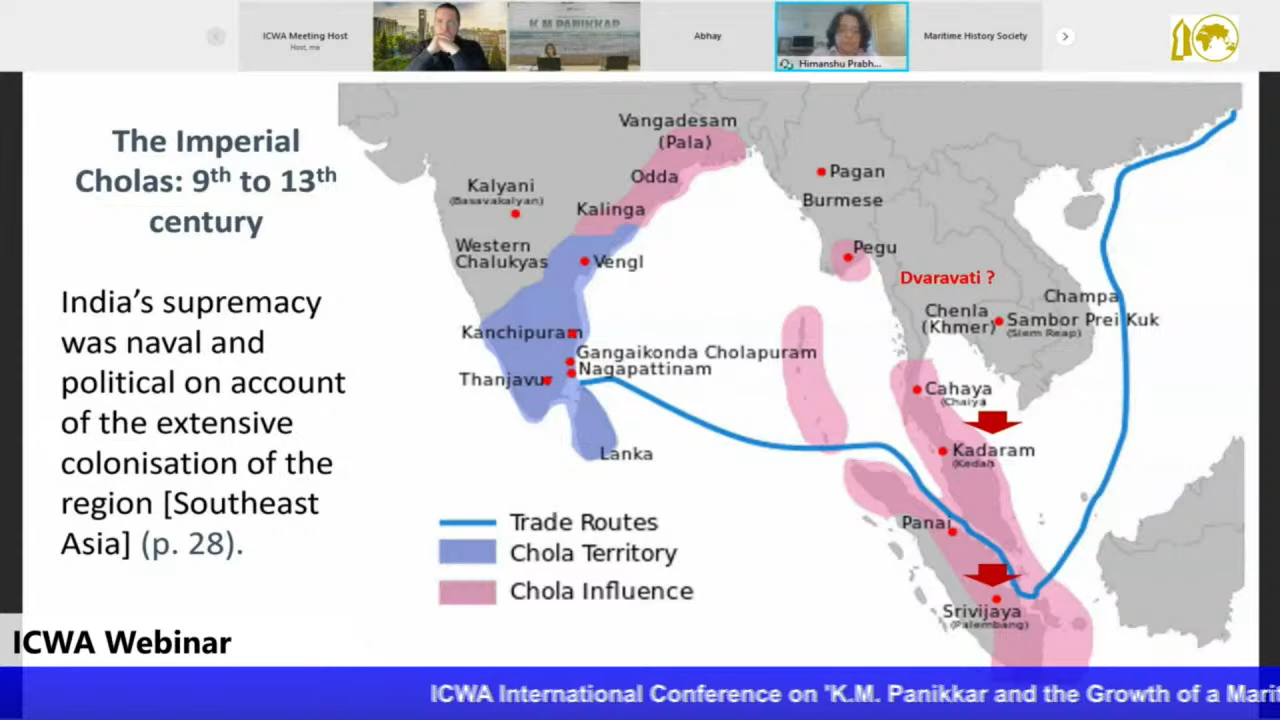 ICWA Meeting Host
Host, me
K M PANIKKAR
Abhay
Himanshu Prabh...
Maritime History Society
The Imperial
Cholas: 9th to 13th
century
India's supremacy
was naval and
political on account
of the extensive
colonisation of the
region [Southeast
Asia] (p. 28).
Vangadesam
(Pala)
Odda
Kalinga
Kalyani
(Basavakalyan)
Western
Chalukyas
Vengl
Kanchipuram
Gangaikonda Cholapuram
Nagapattinam
Thanjavur
Lanka
Pagan
Burmese
Pegu
Dvaravati ?
Champa
Chenla
(Khmer)
Sambor Prei Kuk
(Siem Reap)
Cahaya
(Chaiya)
Kadaram
(Kedah)
Panai
Srivijaya
(Palembang)
Trade Routes
Chola Territory
Chola Influence
ICWA Webinar
ICWA International Conference on 'K.M. Panikkar and the Growth of a Marit